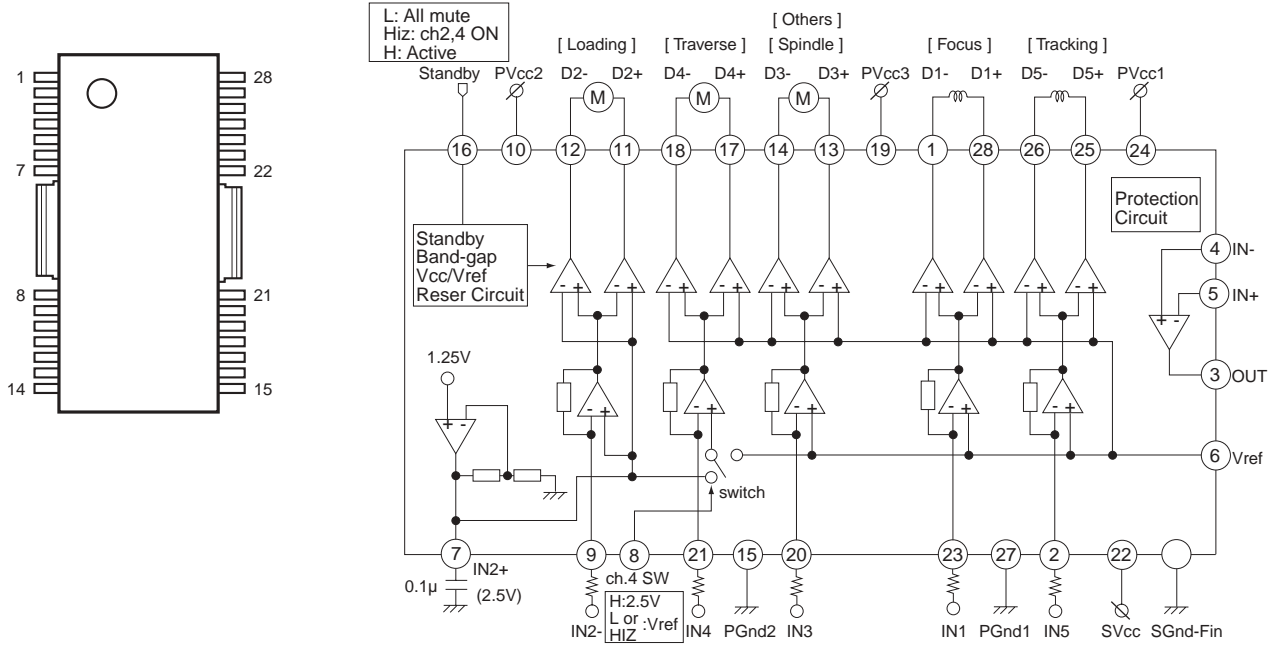 L: All mute
Hiz: ch2,4 ON
H: Active
[ Others ]
[ Loading ] [ Traverse ] [ Spindle ] [ Focus ] [ Tracking ]
Standby PVcc2 D2- D2+ D4- D4+ D3- D3+ PVcc3 D1- D1+ D5- D5+ PVcc1
M M M
16 10 12 11 18 17 14 13 19 1 28 26 25 24
1 28
7 22
8 21
14 15
Protection
Circuit
Standby
Band-gap
Vcc/Vref
Reser Circuit
4 IN-
5 IN+
3 OUT
6 Vref
- + - + - + - + - + - + - + - + - + - +
+ -
1.25V
+ -
- + - + - + - + - +
switch
7 9 8 21 15 20 23 27 2 22
IN2+
(2.5V)
0.1μ
ch.4 SW
H:2.5V
L or
HIZ :Vref
IN2- IN4 PGnd2 IN3 IN1 PGnd1 IN5 SVcc SGnd-Fin